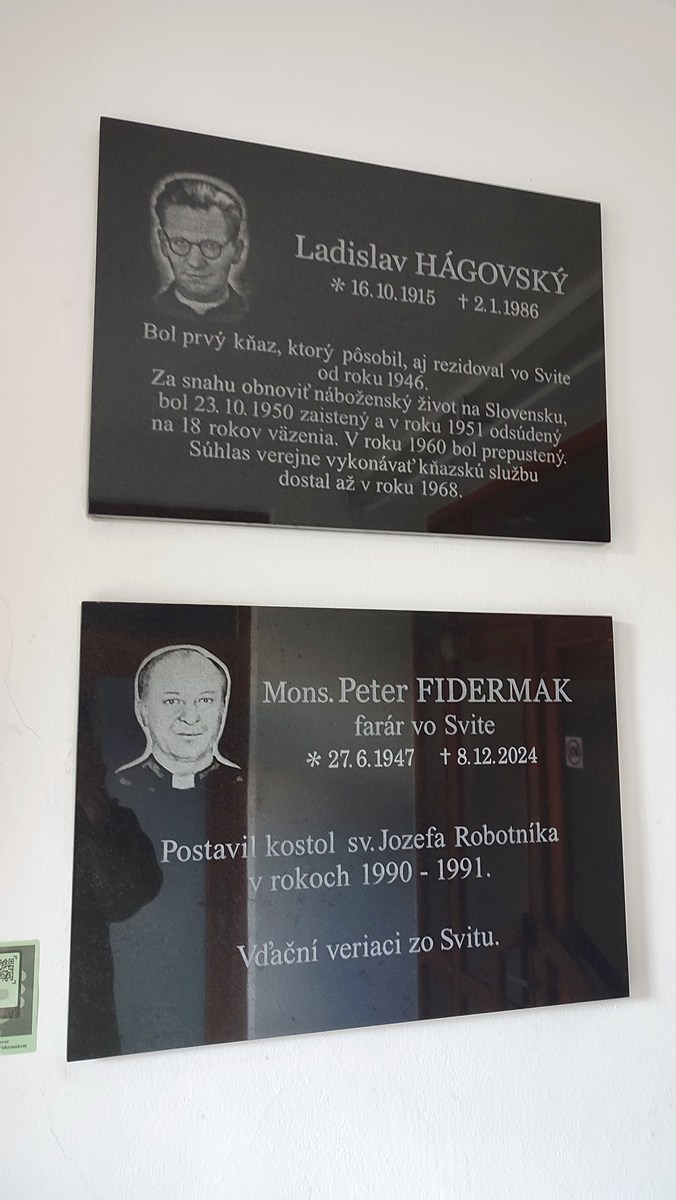 Ladislav HÁGOVSKÝ
* 16.10.1915 † 2.1.1986
Bol prvý kňaz, ktorý pôsobil, aj rezidoval vo Svite
od roku 1946.
Za snahu obnoviť náboženský život na Slovensku,
bol 23. 10. 1950 zaistený a v roku 1951 odsúdený
na 18 rokov väzenia. V roku 1960 bol prepustený.
Súhlas verejne vykonávať kňazskú službu
dostal až v roku 1968.
Mons. Peter FIDERMAK
farár vo Svite
* 27.6.1947 † 8.12.2024
Postavil kostol sv. Jozefa Robotníka
v rokoch 1990 - 1991.
Vďační veriaci zo Svitu.